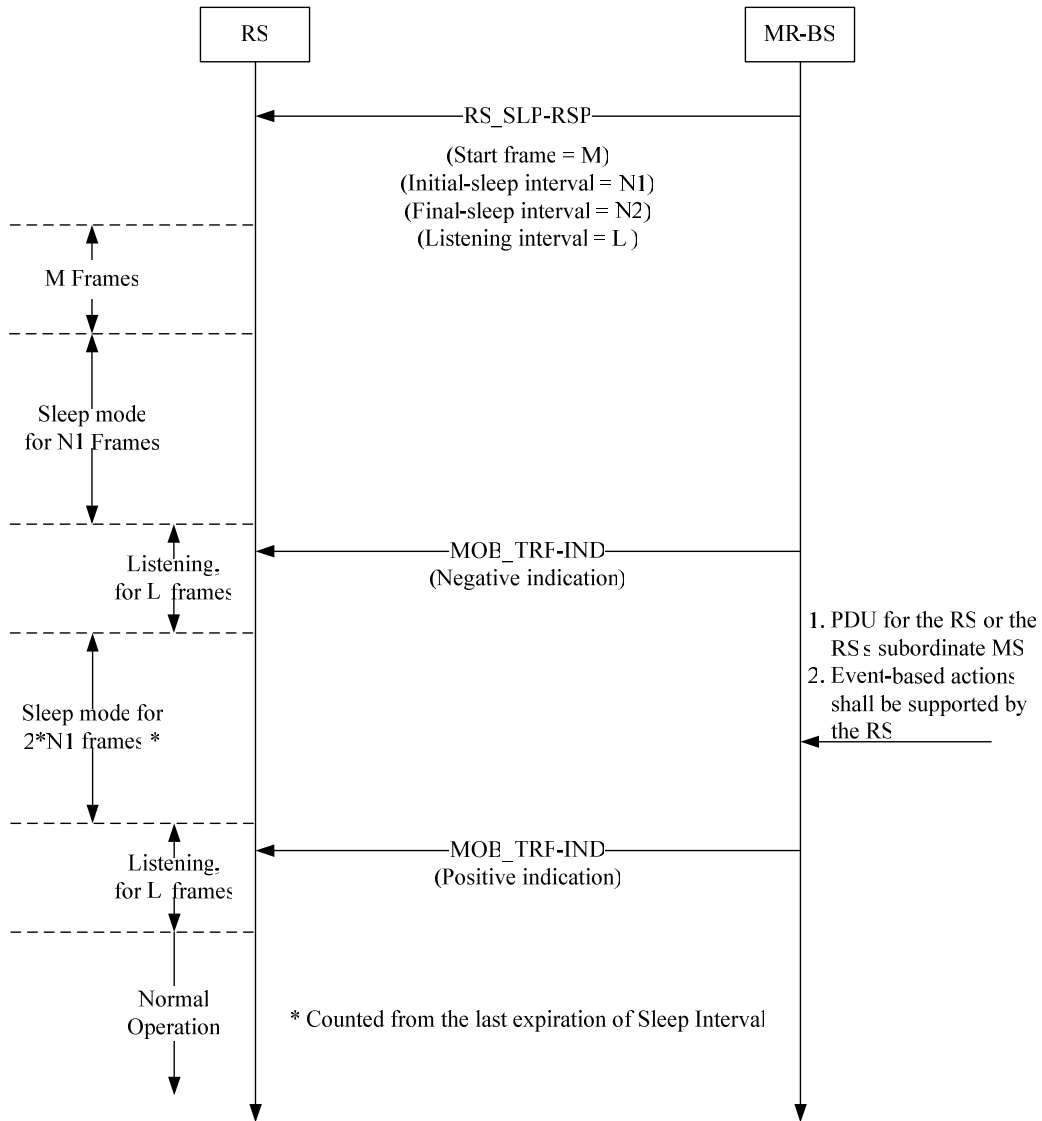 RS
MR-BS
RS_SLP-RSP
(Start frame = M)
(Initial-sleep interval = N1)
(Final-sleep interval = N2)
(Listening interval = L )
M Frames
Sleep mode
for N1 Frames
Listening,
for L frames
MOB_TRF-IND
(Negative indication)
1. PDU for the RS or the
RSs subordinate MS
2. Event-based actions
shall be supported by
the RS
Sleep mode for
2*N1 frames *
Listening,
for L frames
MOB_TRF-IND
(Positive indication)
Normal
Operation
* Counted from the last expiration of Sleep Interval